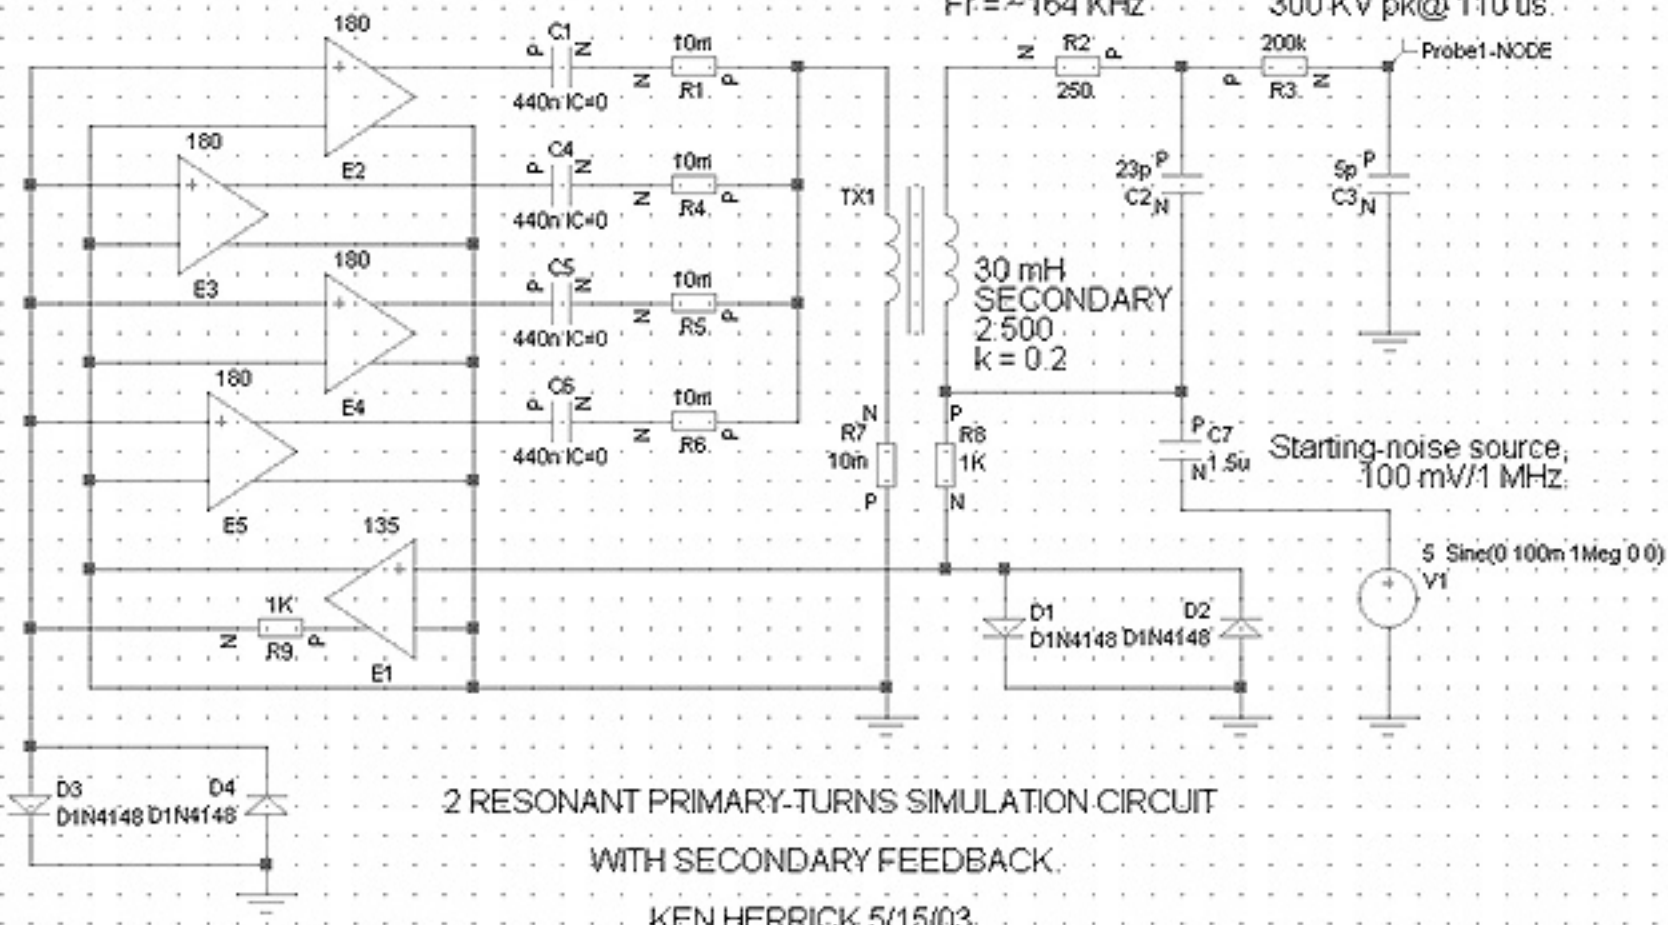 Fr = ~164 KHz
300 KV pk@ 110 us.
180
C1
P N
10m
N P
R1
440n IC=0
N R2 P
250
200k
P N
R3
Probe1-NODE
180
E2
C4
P N
10m
N P
R4
440n IC=0
23p P
C2 N
5p P
C3 N
TX1
E3
180
C5
P N
10m
N P
R5
440n IC=0
30 mH
SECONDARY
2:500
k = 0.2
180
E4
C6
P N
10m
N P
R6
440n IC=0
N
R7
10m
P
P
R8
1K
N
P C7
N 1.5u
Starting-noise source,
100 mV/1 MHz.
E5
135
S Sine(0 100m 1Meg 0 0)
V1
1K
N P
R9
E1
D1
D1N4148
D2
D1N4148
D3
D1N4148
D4
D1N4148
2 RESONANT PRIMARY-TURNS SIMULATION CIRCUIT
WITH SECONDARY FEEDBACK.
KEN HERRICK 5/15/03